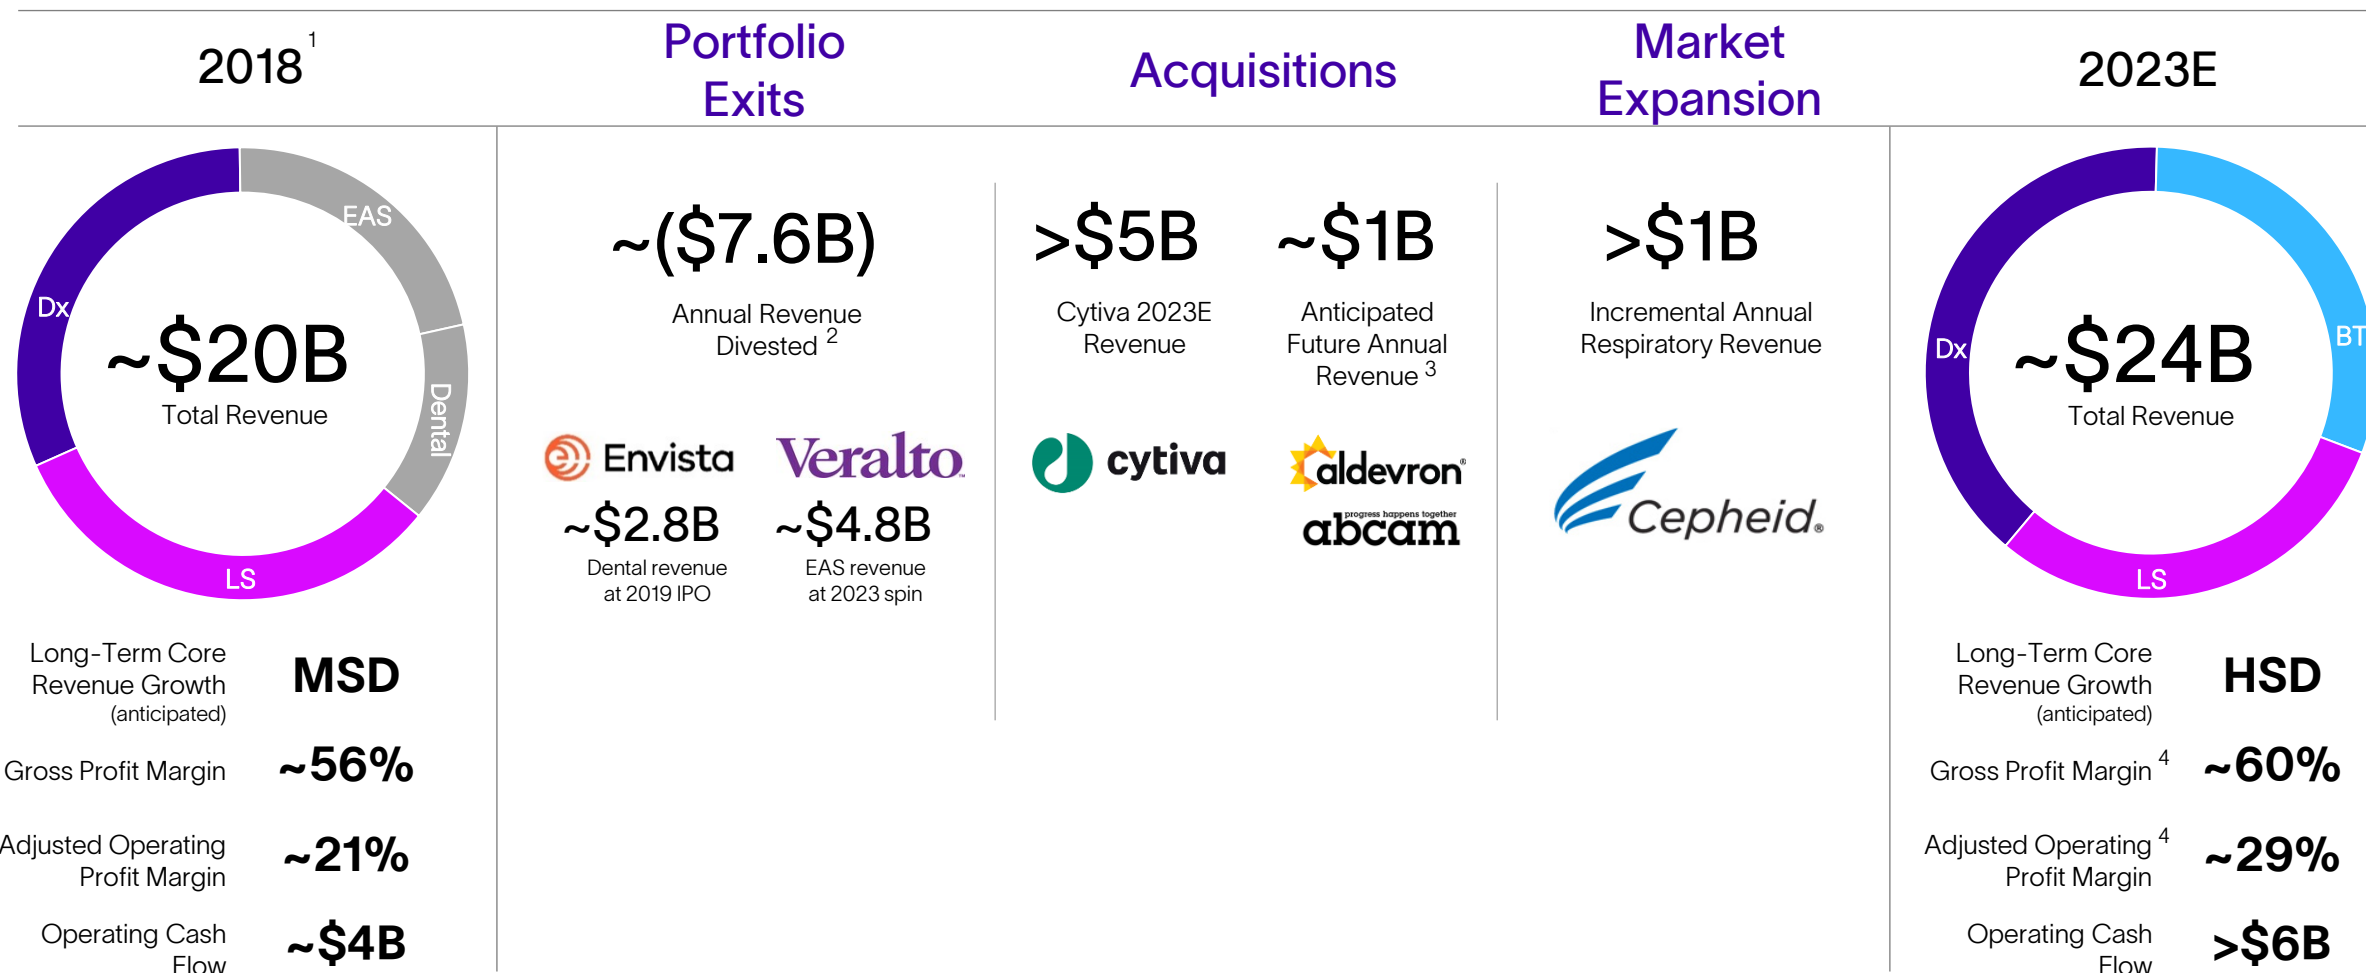 2018 1
Portfolio
Exits
Acquisitions
Market
Expansion
2023E
EAS
Dx
Dental
LS
~$20B
Total Revenue
Long-Term Core
Revenue Growth
(anticipated)
MSD
Gross Profit Margin
~56%
Adjusted Operating
Profit Margin
~21%
Operating Cash
Flow
~$4B
~($7.6B)
Annual Revenue
Divested 2
Envista
~$2.8B
Dental revenue
at 2019 IPO
Veralto™
~$4.8B
EAS revenue
at 2023 spin
>$5B
Cytiva 2023E
Revenue
cytiva
~$1B
Anticipated
Future Annual
Revenue 3
aldevron®
progress happens together
abcam
>$1B
Incremental Annual
Respiratory Revenue
Cepheid®
BT
Dx
LS
~$24B
Total Revenue
Long-Term Core
Revenue Growth
(anticipated)
HSD
Gross Profit Margin 4
~60%
Adjusted Operating 4
Profit Margin
~29%
Operating Cash
Flow
>$6B